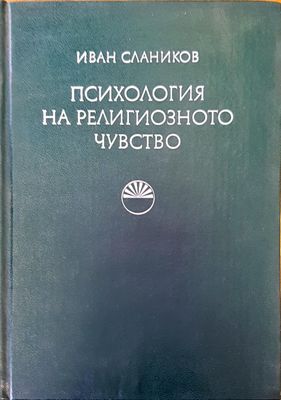 ИВАН СЛАНИКОВ
ПСИХОЛОГИЯ
НА РЕЛИГИОЗНОТО
ЧУВСТВО